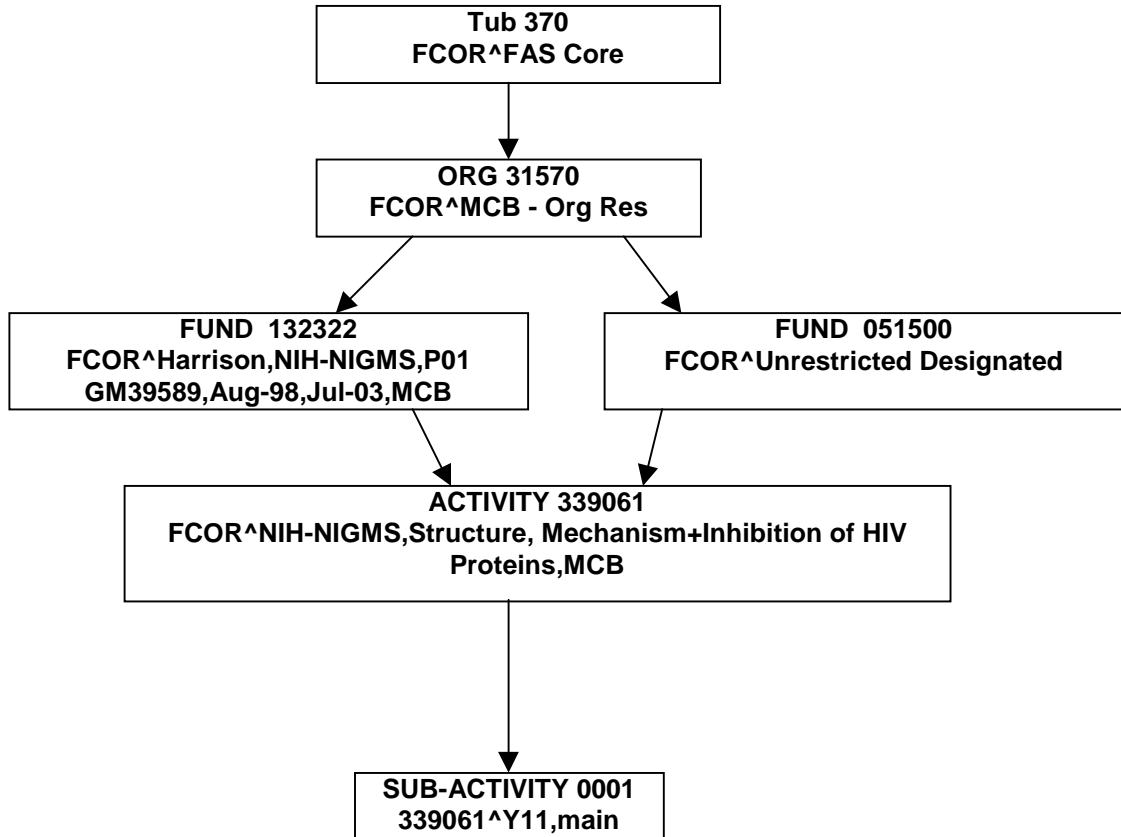 Tub 370
FCOR^FAS Core
ORG 31570
FCOR^MCB - Org Res
FUND 132322
FCOR^Harrison,NIH-NIGMS,P01
GM39589,Aug-98,Jul-03,MCB
FUND 051500
FCOR^Unrestricted Designated
ACTIVITY 339061
FCOR^NIH-NIGMS,Structure, Mechanism+Inhibition of HIV
Proteins,MCB
SUB-ACTIVITY 0001
339061^Y11,main